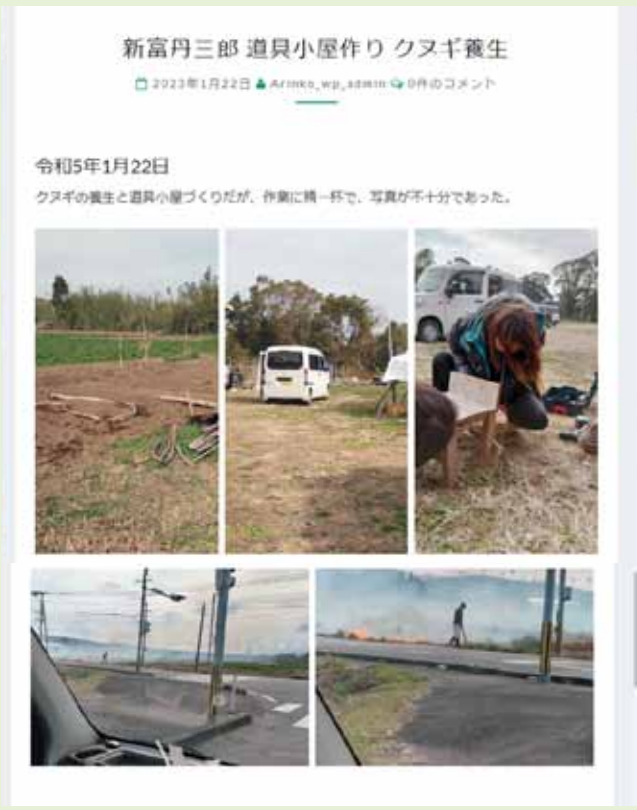 新富丹三郎 道具小屋作り クヌギ養生
2023年1月22日 Arinko_wp_admin 0件のコメント
令和5年1月22日
クヌギの養生と道具小屋づくりだが、作業に精一杯で、写真が不十分であった。